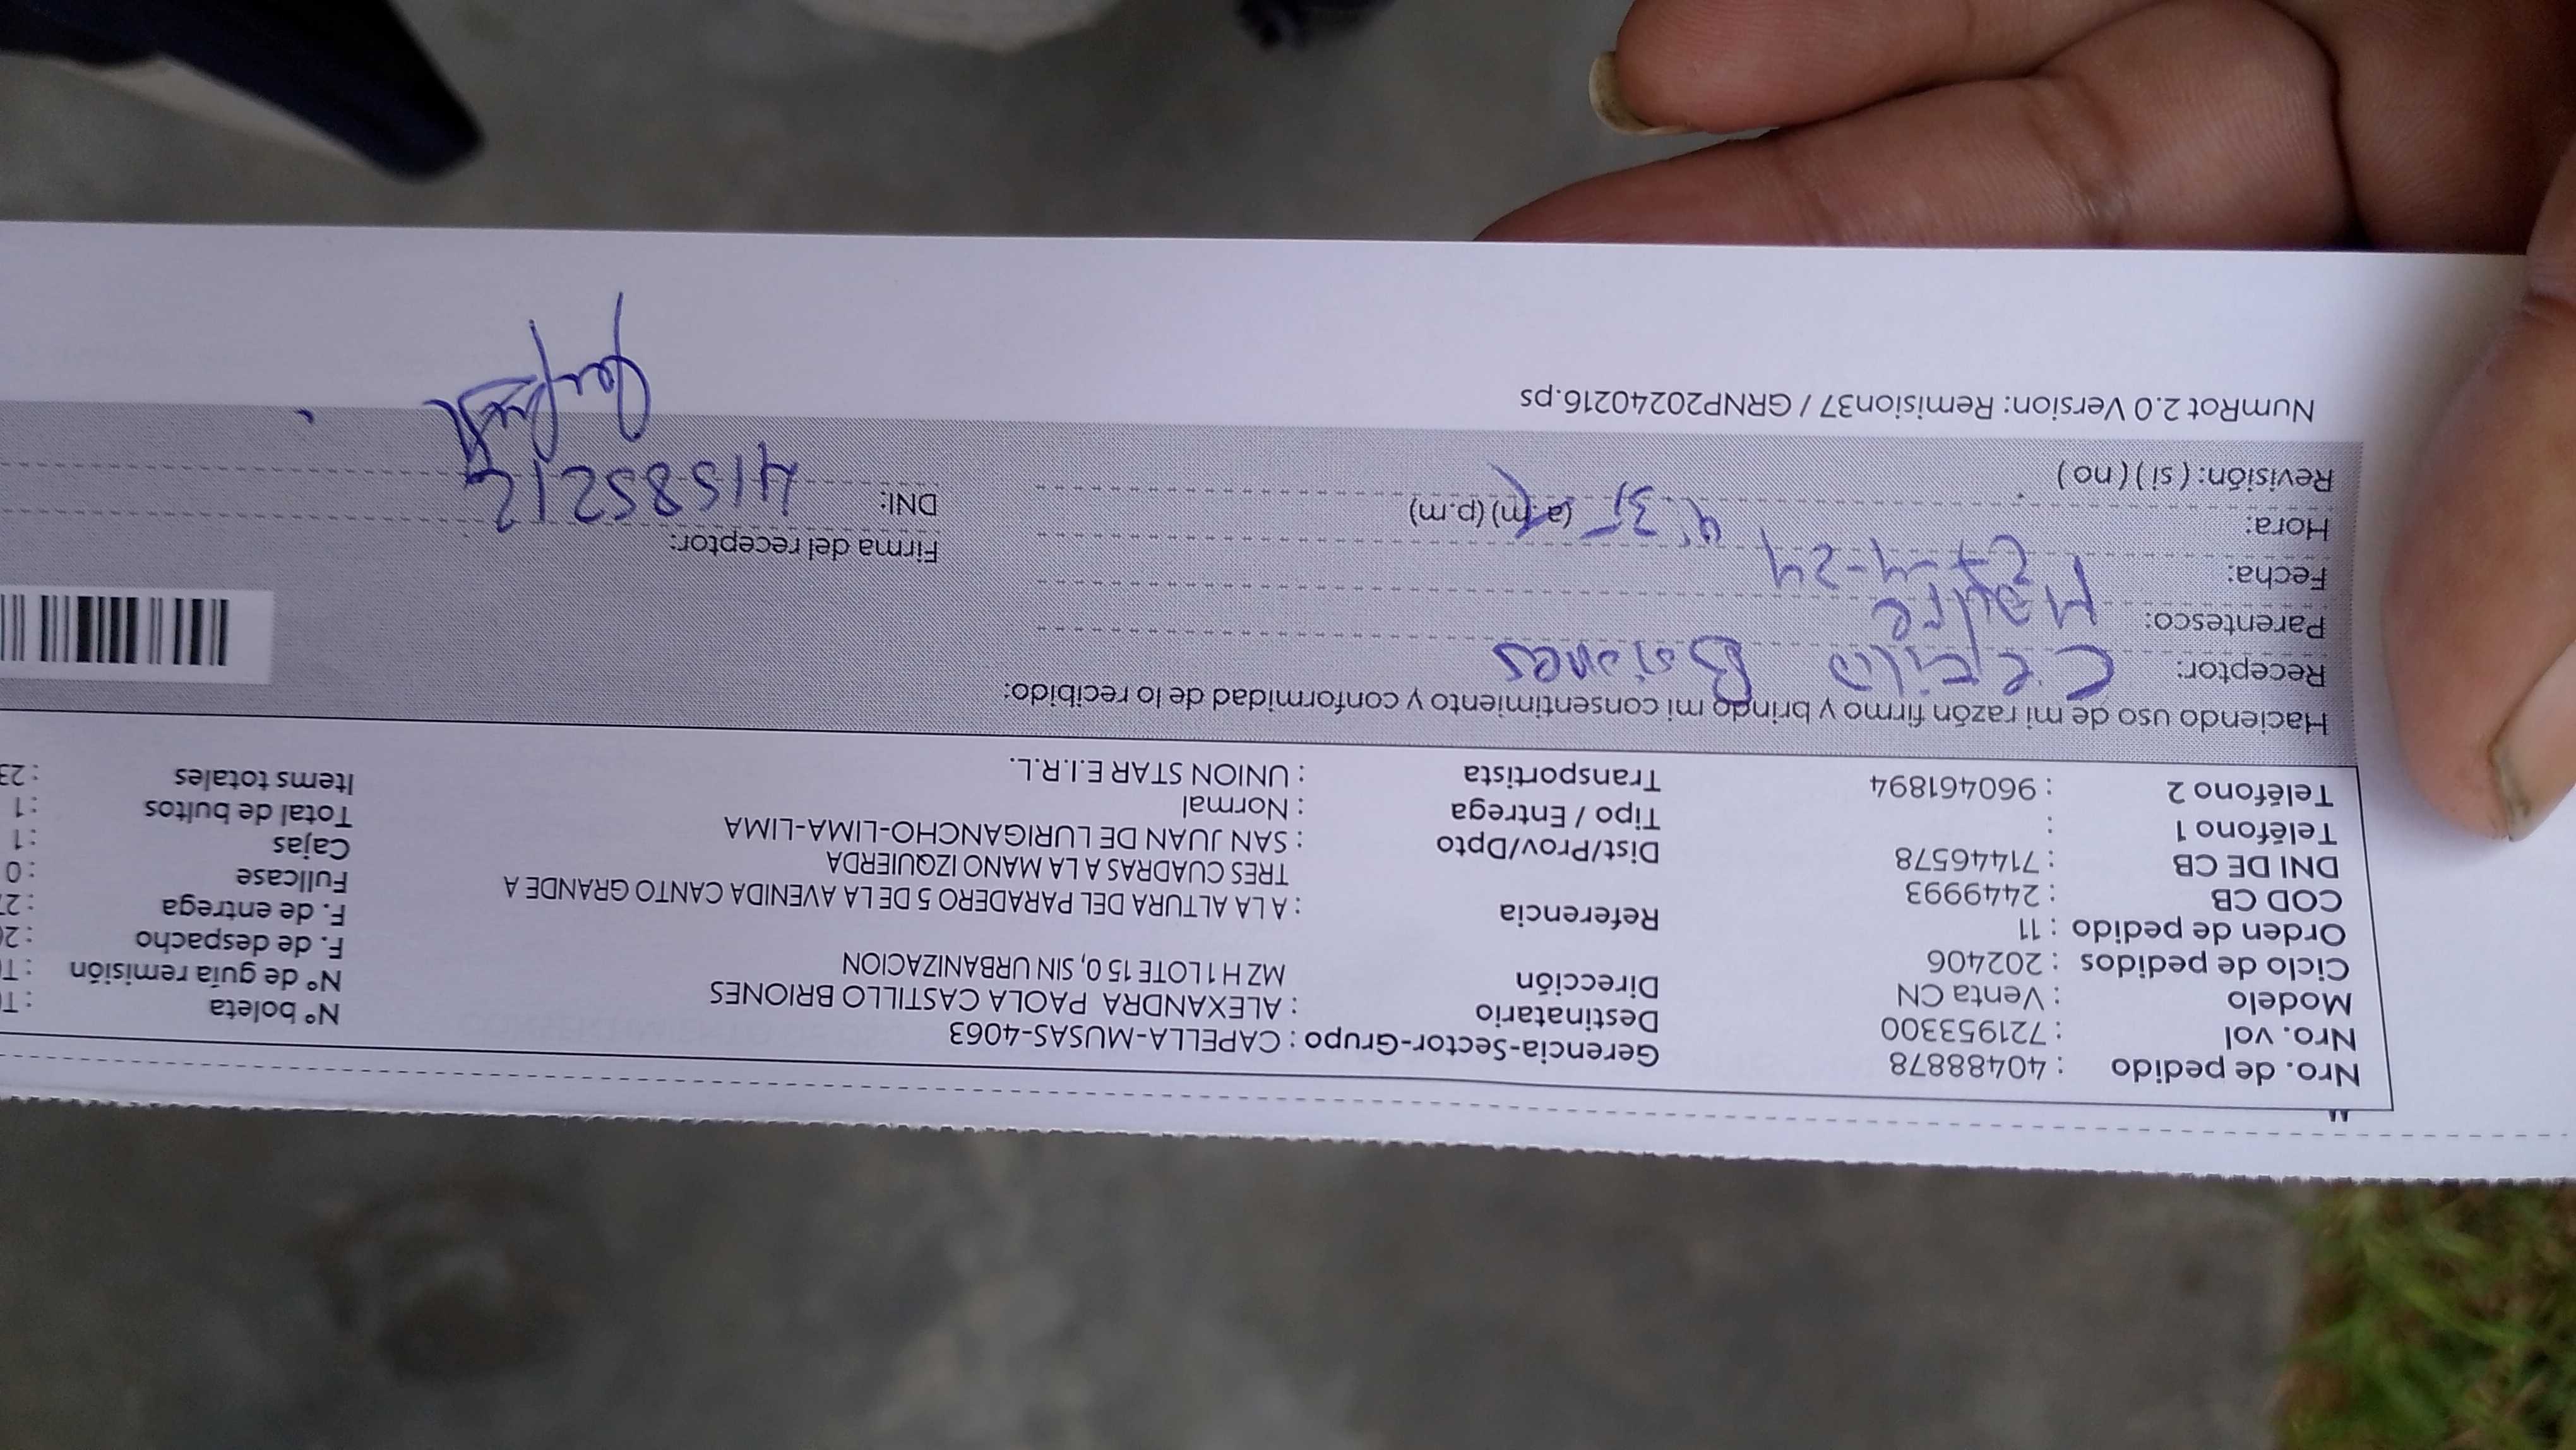 Nro. de pedido : 40488878
Nro. vol : 721953300
Modelo : Venta CN
Ciclo de pedidos : 202406
Orden de pedido : 11
COD CB : 2449993
DNI DE CB : 71446578
Teléfono 1 :
Teléfono 2 : 960461894
Gerencia-Sector-Grupo : CAPELLA-MUSAS-4063
Destinatario : ALEXANDRA PAOLA CASTILLO BRIONES
Dirección MZ H 1 LOTE 15 0, SIN URBANIZACION
Referencia : A LA ALTURA DEL PARADERO 5 DE LA AVENIDA CANTO GRANDE A
TRES CUADRAS A LA MANO IZQUIERDA
Dist/Prov/Dpto : SAN JUAN DE LURIGANCHO-LIMA-LIMA
Tipo / Entrega : Normal
Transportista : UNION STAR E.I.R.L.
N° boleta
N° de guía remisión
F. de despacho
F. de entrega
Fullcase : 0
Cajas : 1
Total de bultos : 1
Items totales : 23
Haciendo uso de mi razón firmo y brindo mi consentimiento y conformidad de lo recibido:
Receptor: Briones
Parentesco: Madre
Fecha: 27-4-24
Hora: 4:35 (a.m) (p.m)
Revisión: ( si ) ( no )
Firma del receptor:
DNI: 41585212
NumRot 2.0 Version: Remision37 / GRNP20240216.ps